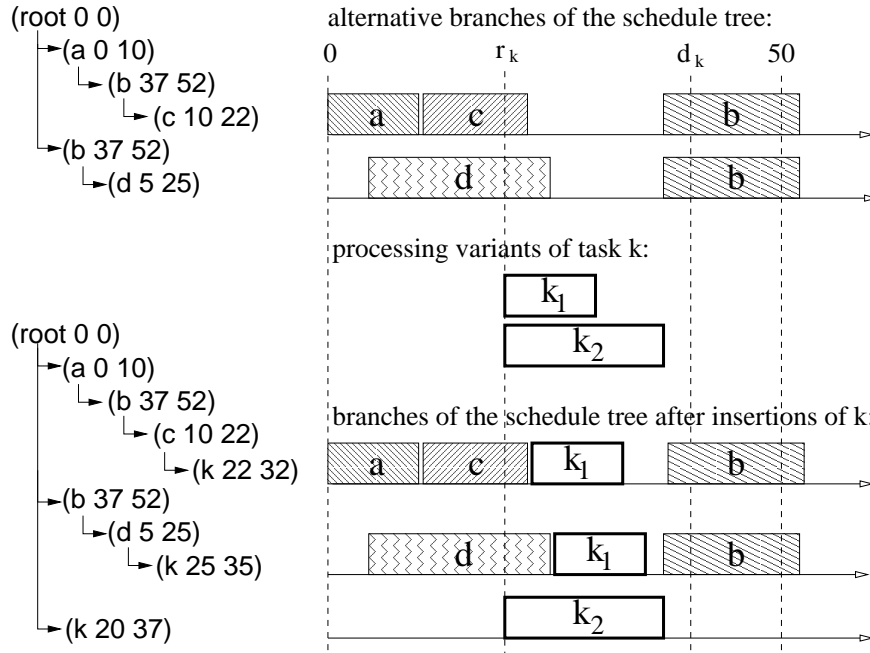 (root 0 0)
(a 0 10)
(b 37 52)
(c 10 22)
(b 37 52)
(d 5 25)
alternative branches of the schedule tree:
0 r k d k 50
a c b
d b
processing variants of task k:
k1
k2
(root 0 0)
(a 0 10)
(b 37 52)
(c 10 22)
(k 22 32)
(b 37 52)
(d 5 25)
(k 25 35)
(k 20 37)
branches of the schedule tree after insertions of k:
a c k1 b
d k1 b
k2